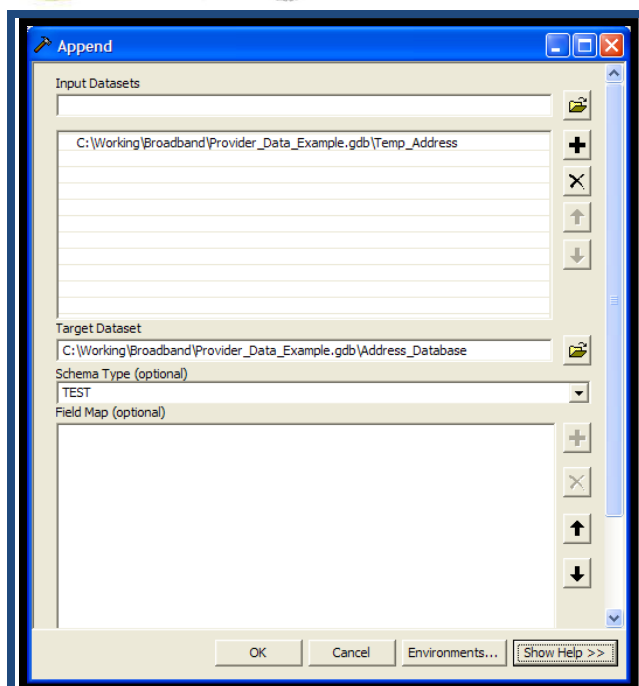 Append
Input Datasets
C:\Working\Broadband\Provider_Data_Example.gdb\Temp_Address
Target Dataset
C:\Working\Broadband\Provider_Data_Example.gdb\Address_Database
Schema Type (optional)
TEST
Field Map (optional)
OK Cancel Environments... Show Help >>